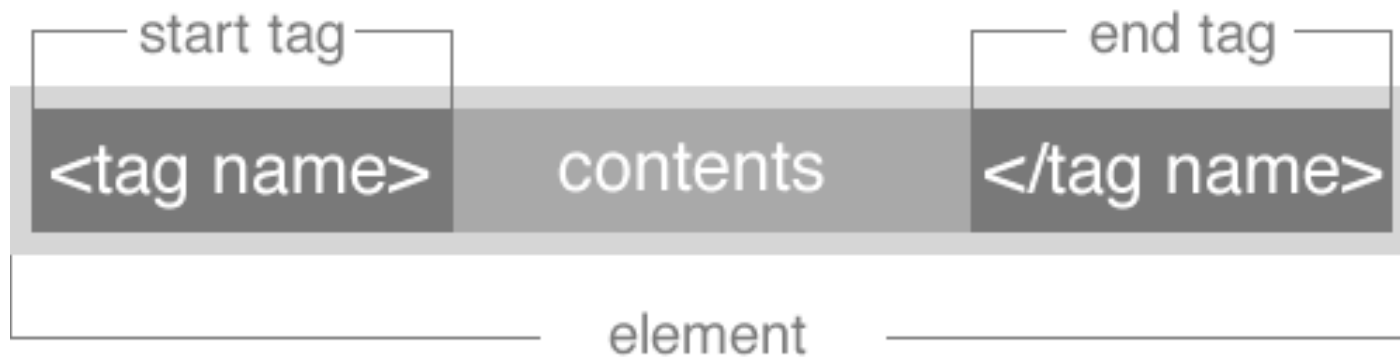 start tag end tag
<tag name> contents </tag name>
element